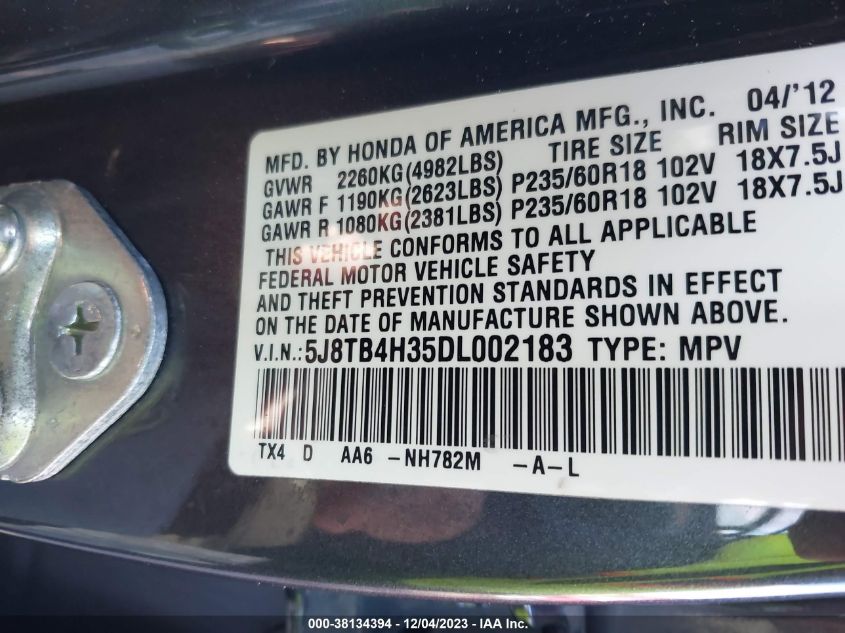 MFD. BY HONDA OF AMERICA MFG., INC. 04/'12
GVWR 2260KG(4982LBS) TIRE SIZE RIM SIZE
GAWR F 1190KG(2623LBS) P235/60R18 102V 18X7.5J
GAWR R 1080KG(2381LBS) P235/60R18 102V 18X7.5J
THIS VEHICLE CONFORMS TO ALL APPLICABLE
FEDERAL MOTOR VEHICLE SAFETY
AND THEFT PREVENTION STANDARDS IN EFFECT
ON THE DATE OF MANUFACTURE SHOWN ABOVE.
V.I.N.:5J8TB4H35DL002183 TYPE: MPV
TX4 D AA6 -NH782M -A-L
000-38134394 - 12/04/2023 - IAA Inc.